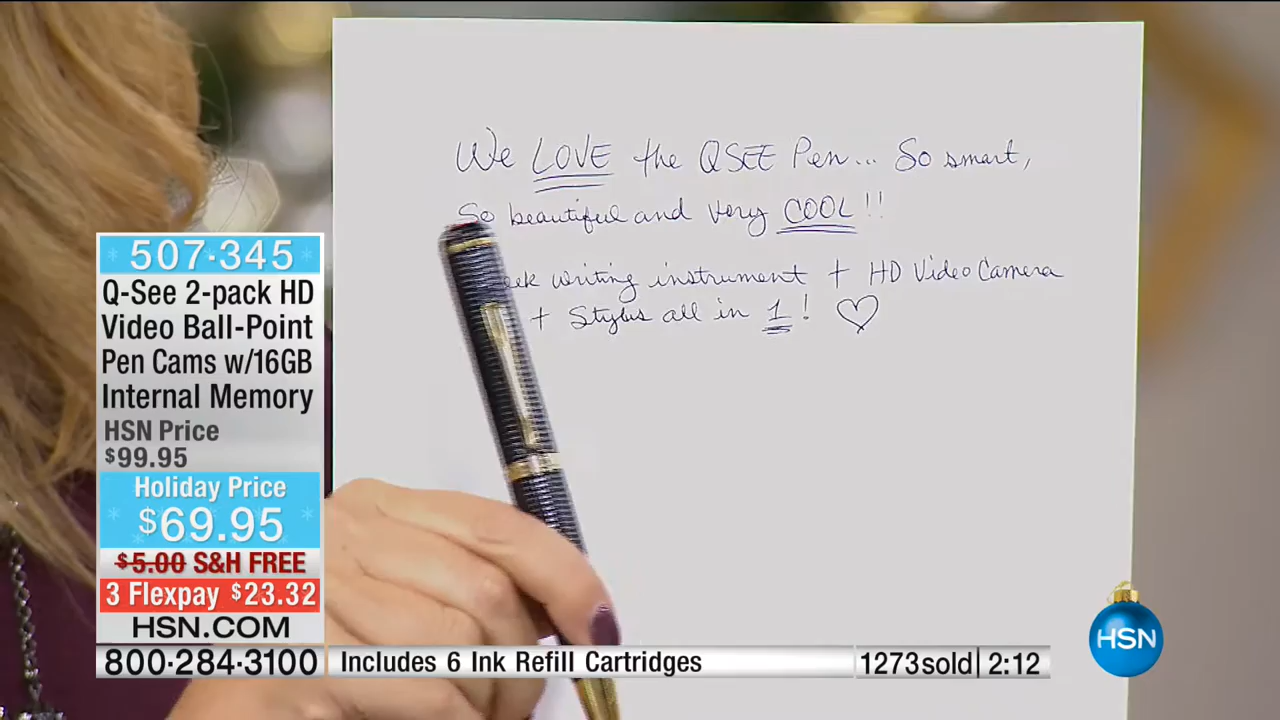 We LOVE the QSEE Pen... So smart,
So beautiful and very COOL!!
writing instrument + HD Video Camera
+ Stylus all in 1! ♡
507·345
Q-See 2-pack HD
Video Ball-Point
Pen Cams w/16GB
Internal Memory
HSN Price
$99.95
Holiday Price
$69.95
$5.00 S&H FREE
3 Flexpay $23.32
HSN.COM
800·284·3100
Includes 6 Ink Refill Cartridges
1273sold
2:12
HSN